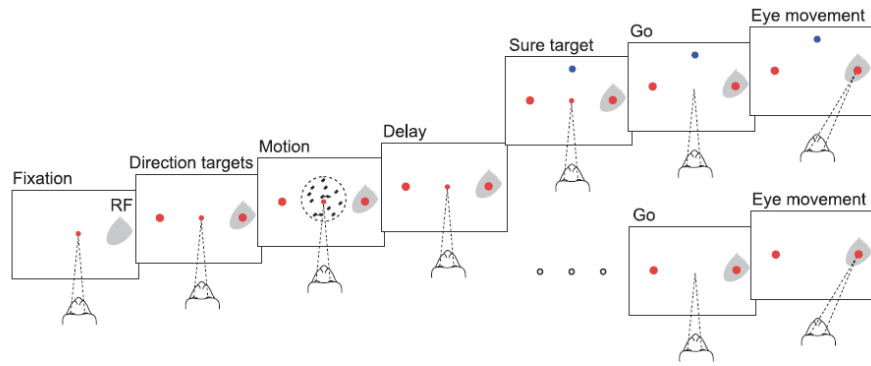 Fixation
RF
Direction targets
Motion
Delay
Sure target
Go
Eye movement
Go
Eye movement